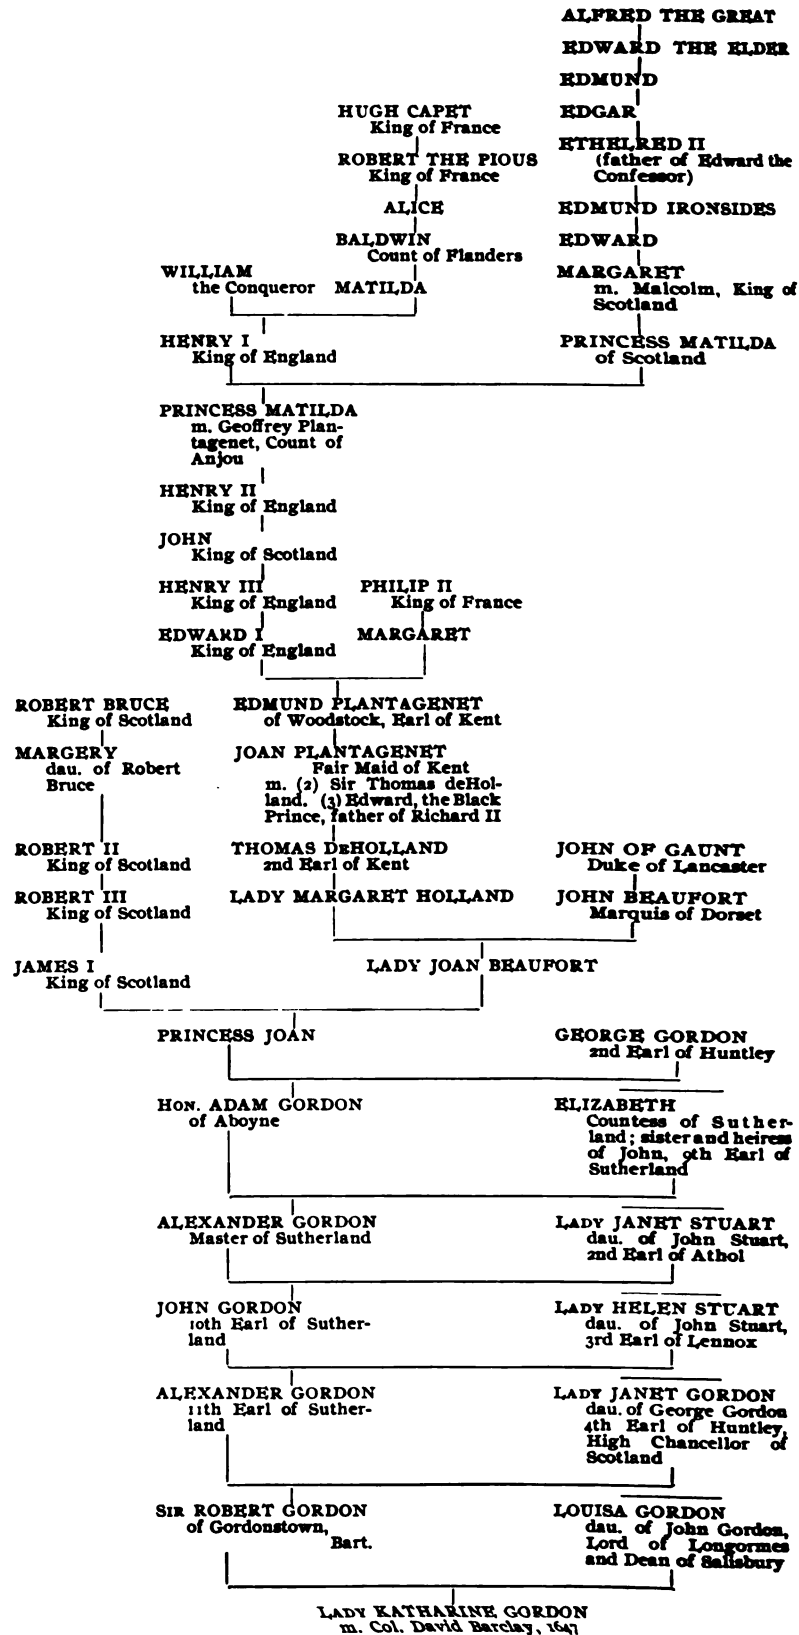 ALFRED THE GREAT
EDWARD THE ELDER
EDMUND
EDGAR
HUGH CAPET
King of France
ETHELRED II
(father of Edward the
Confessor)
ROBERT THE PIOUS
King of France
ALICE
EDMUND IRONSIDES
BALDWIN
Count of Flanders
EDWARD
WILLIAM
the Conqueror
MATILDA
MARGARET
m. Malcolm, King of
Scotland
HENRY I
King of England
PRINCESS MATILDA
of Scotland
PRINCESS MATILDA
m. Geoffrey Plan-
tagenet, Count of
Anjou
HENRY II
King of England
JOHN
King of Scotland
HENRY III
King of England
PHILIP II
King of France
EDWARD I
King of England
MARGARET
ROBERT BRUCE
King of Scotland
EDMUND PLANTAGENET
of Woodstock, Earl of Kent
MARGERY
dau. of Robert
Bruce
JOAN PLANTAGENET
Fair Maid of Kent
m. (2) Sir Thomas deHol-
land. (3) Edward, the Black
Prince, father of Richard II
ROBERT II
King of Scotland
THOMAS DEHOLLAND
2nd Earl of Kent
JOHN OF GAUNT
Duke of Lancaster
ROBERT III
King of Scotland
LADY MARGARET HOLLAND
JOHN BEAUFORT
Marquis of Dorset
JAMES I
King of Scotland
LADY JOAN BEAUFORT
PRINCESS JOAN
GEORGE GORDON
2nd Earl of Huntley
HON. ADAM GORDON
of Aboyne
ELIZABETH
Countess of Suther-
land; sister and heiress
of John, 9th Earl of
Sutherland
ALEXANDER GORDON
Master of Sutherland
LADY JANET STUART
dau. of John Stuart,
2nd Earl of Athol
JOHN GORDON
10th Earl of Suther-
land
LADY HELEN STUART
dau. of John Stuart,
3rd Earl of Lennox
ALEXANDER GORDON
11th Earl of Suther-
land
LADY JANET GORDON
dau. of George Gordon
4th Earl of Huntley,
High Chancellor of
Scotland
SIR ROBERT GORDON
of Gordonstown,
Bart.
LOUISA GORDON
dau. of John Gordon,
Lord of Longormes
and Dean of Salisbury
LADY KATHARINE GORDON
m. Col. David Barclay, 1647